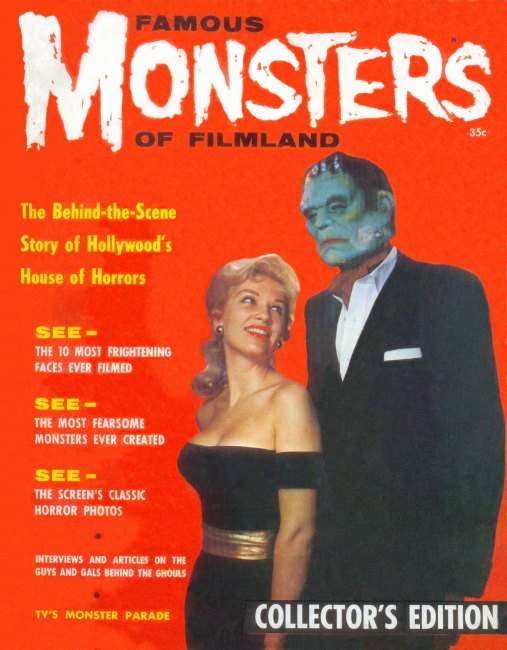 FAMOUS
MONSTERS
OF FILMLAND
35c
The Behind-the-Scene
Story of Hollywood's
House of Horrors
SEE–
THE 10 MOST FRIGHTENING
FACES EVER FILMED
SEE–
THE MOST FEARSOME
MONSTERS EVER CREATED
SEE–
THE SCREEN'S CLASSIC
HORROR PHOTOS
INTERVIEWS AND ARTICLES ON THE
GUYS AND GALS BEHIND THE GHOULS
TV'S MONSTER PARADE
COLLECTOR'S EDITION